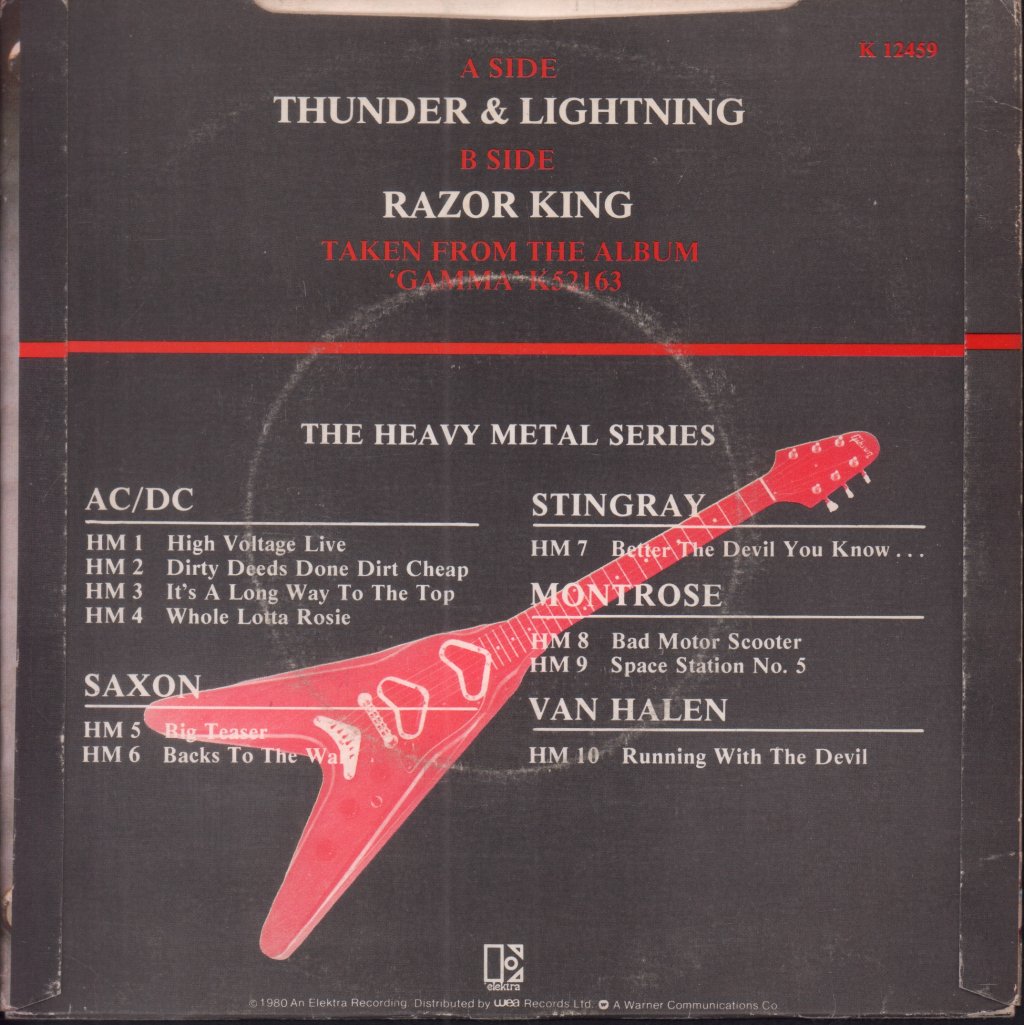 K 12459
A SIDE
THUNDER & LIGHTNING
B SIDE
RAZOR KING
TAKEN FROM THE ALBUM
‘GAMMA’ K52163
THE HEAVY METAL SERIES
AC/DC
HM 1 High Voltage Live
HM 2 Dirty Deeds Done Dirt Cheap
HM 3 It's A Long Way To The Top
HM 4 Whole Lotta Rosie
SAXON
HM 5 Big Teaser
HM 6 Backs To The Wall
STINGRAY
HM 7 Better The Devil You Know . . .
MONTROSE
HM 8 Bad Motor Scooter
HM 9 Space Station No. 5
VAN HALEN
HM 10 Running With The Devil
Gibson
elektra
©1980 An Elektra Recording. Distributed by wea Records Ltd. A Warner Communications Co